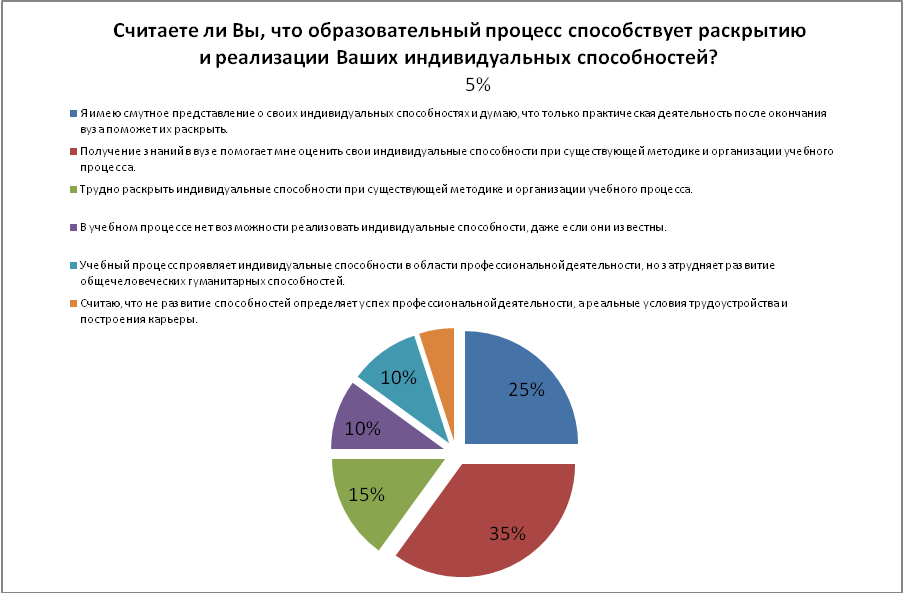 Считаете ли Вы, что образовательный процесс способствует раскрытию
и реализации Ваших индивидуальных способностей?
5%
Я имею смутное представление о своих индивидуальных способностях и думаю, что только практическая деятельность после окончания
вуза поможет их раскрыть.
Получение знаний в вузе помогает мне оценить свои индивидуальные способности при существующей методике и организации учебного
процесса.
Трудно раскрыть индивидуальные способности при существующей методике и организации учебного процесса.
В учебном процессе нет возможности реализовать индивидуальные способности, даже если они известны.
Учебный процесс проявляет индивидуальные способности в области профессиональной деятельности, но затрудняет развитие
общечеловеческих гуманитарных способностей.
Считаю, что не развитие способностей определяет успех профессиональной деятельности, а реальные условия трудоустройства и
построения карьеры.
10%
25%
10%
15%
35%